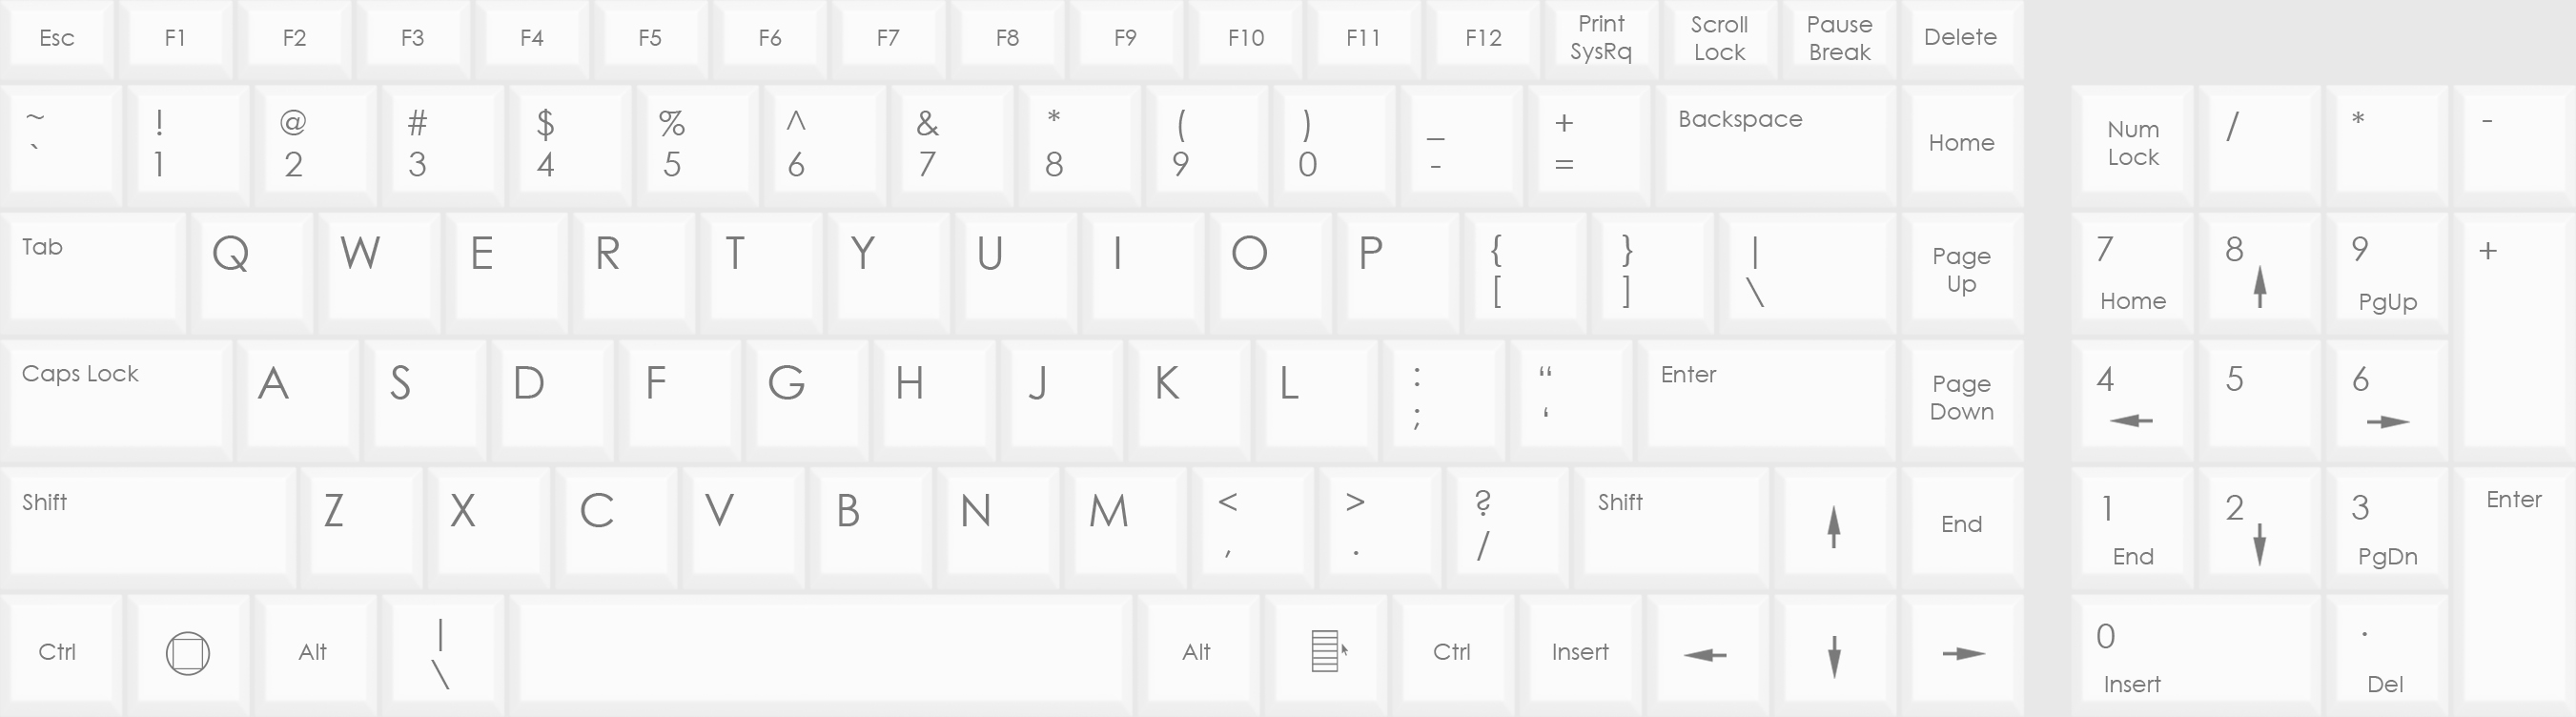 Esc F1 F2 F3 F4 F5 F6 F7 F8 F9 F10 F11 F12 Print SysRq Scroll Lock Pause Break Delete
~ ` ! 1 @ 2 # 3 $ 4 % 5 ^ 6 & 7 * 8 ( 9 ) 0 _ - + = Backspace Home Num Lock / * -
Tab Q W E R T Y U I O P { [ } ] | \ Page Up 7 Home 8 9 PgUp +
Caps Lock A S D F G H J K L : ; “ ‘ Enter Page Down 4 5 6
Shift Z X C V B N M < , > . ? / Shift End 1 End 2 3 PgDn Enter
Ctrl Alt | \ Alt Ctrl Insert 0 Insert . Del